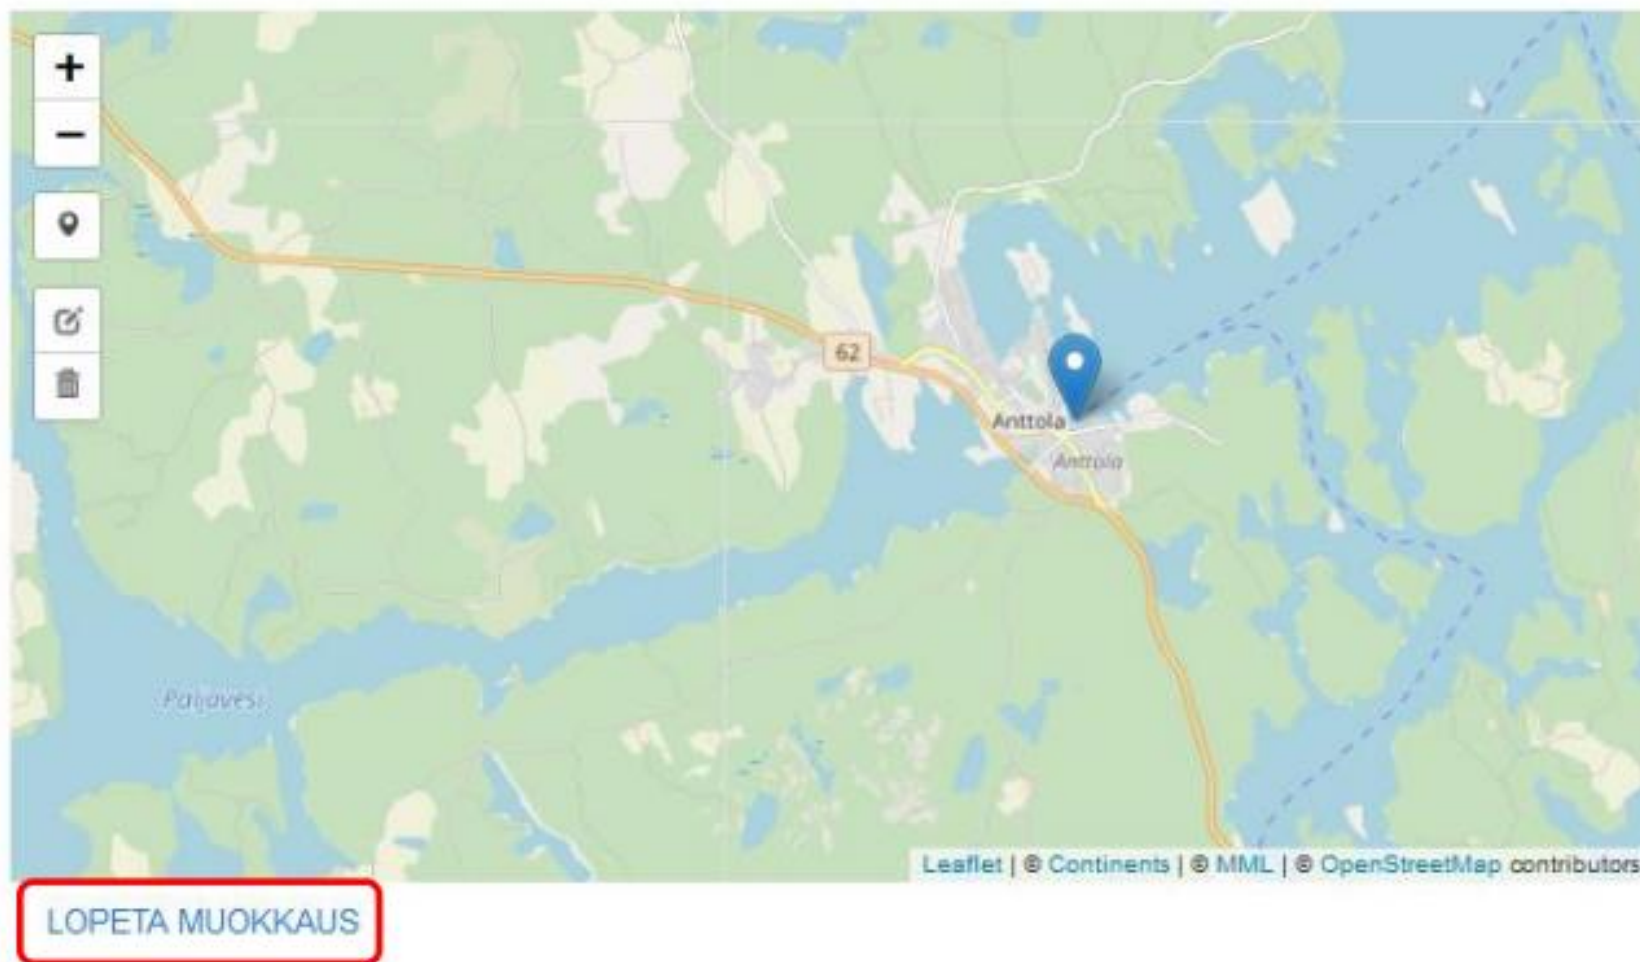 +
−
62
Anttola
Anttola
Paljavesi
Leaflet | © Continents | © MML | © OpenStreetMap contributors
LOPETA MUOKKAUS